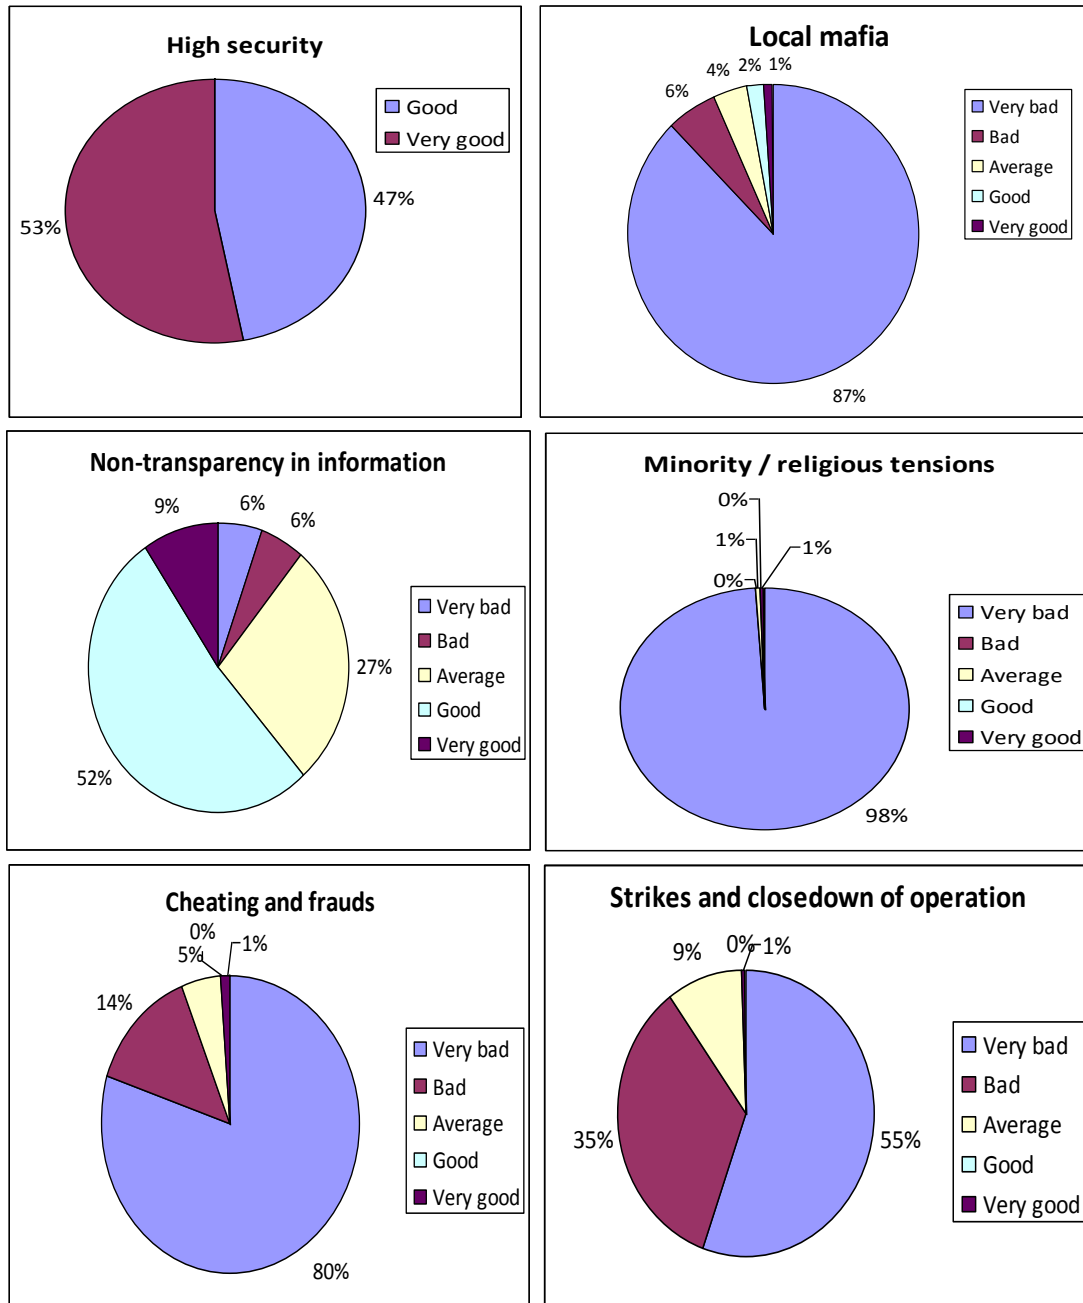 High security
Good
Very good
47%
53%
Local mafia
6%
4%
2%
1%
87%
Very bad
Bad
Average
Good
Very good
Non-transparency in information
9%
6%
6%
27%
52%
Very bad
Bad
Average
Good
Very good
Minority / religious tensions
0%
1%
1%
0%
98%
Very bad
Bad
Average
Good
Very good
Cheating and frauds
0%
1%
5%
14%
80%
Very bad
Bad
Average
Good
Very good
Strikes and closedown of operation
9%
0%
1%
35%
55%
Very bad
Bad
Average
Good
Very good